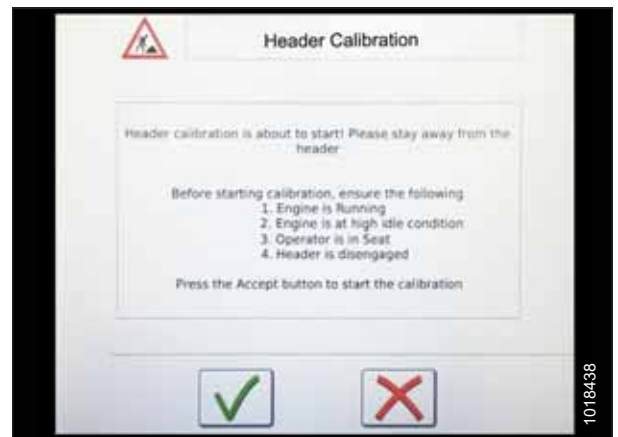 Header Calibration
Header calibration is about to start! Please stay away from the
header
Before starting calibration, ensure the following
1. Engine is Running
2. Engine is at high idle condition
3. Operator is in Seat
4. Header is disengaged
Press the Accept button to start the calibration
1018438